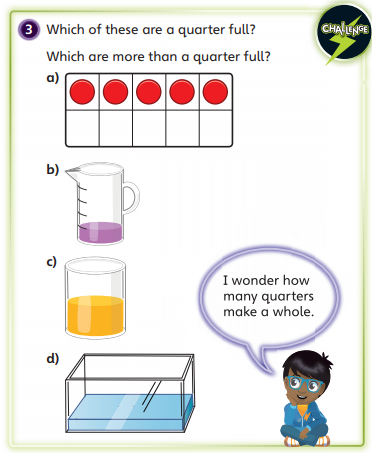 3 Which of these are a quarter full?
CHALLENGE
Which are more than a quarter full?
a)
b)
c)
I wonder how
many quarters
make a whole.
d)